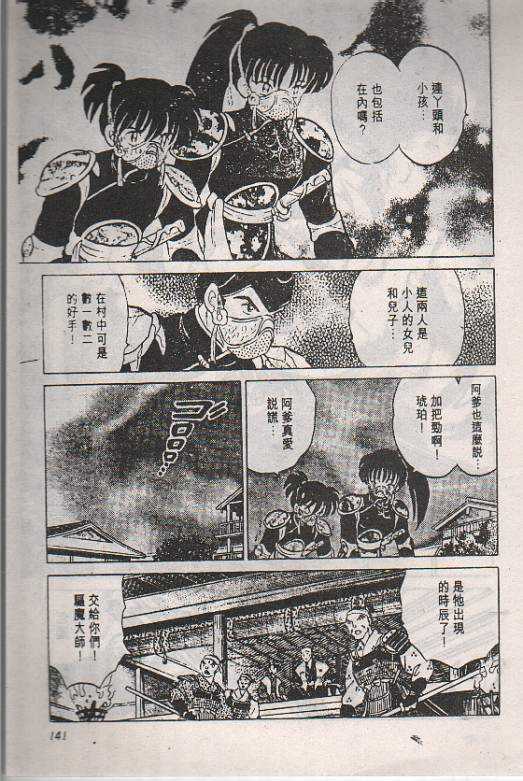 連丫頭和
小孩…
也包括
在內嗎？
這兩人是
小人的女兒
和兒子…
在村中可是
數一數二
的好手！
阿爹也這麼說…
加把勁啊！
琥珀！
阿爹真愛
說謊…
ゴロロロ…
是牠出現
的時辰了！
交給你們！
驅魔大師！
141